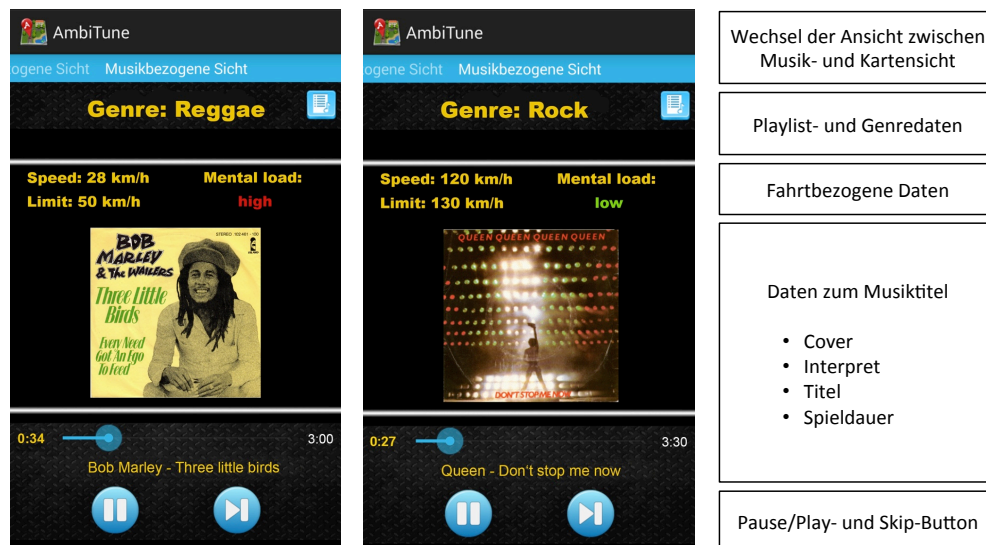 AmbiTune
ogene Sicht Musikbezogene Sicht
Genre: Reggae
Speed: 28 km/h Mental load:
Limit: 50 km/h high
STEREO
BOB
MARLEY
& The WAILERS
Three Little
Birds
Every Need
Got An Ego
To Feed
0:34 3:00
Bob Marley - Three little birds
AmbiTune
ogene Sicht Musikbezogene Sicht
Genre: Rock
Speed: 120 km/h Mental load:
Limit: 130 km/h low
QUEEN QUEEN QUEEN QUEEN
DON'T STOP ME NOW
0:27 3:30
Queen - Don't stop me now
Wechsel der Ansicht zwischen
Musik- und Kartensicht
Playlist- und Genredaten
Fahrtbezogene Daten
Daten zum Musiktitel
• Cover
• Interpret
• Titel
• Spieldauer
Pause/Play- und Skip-Button